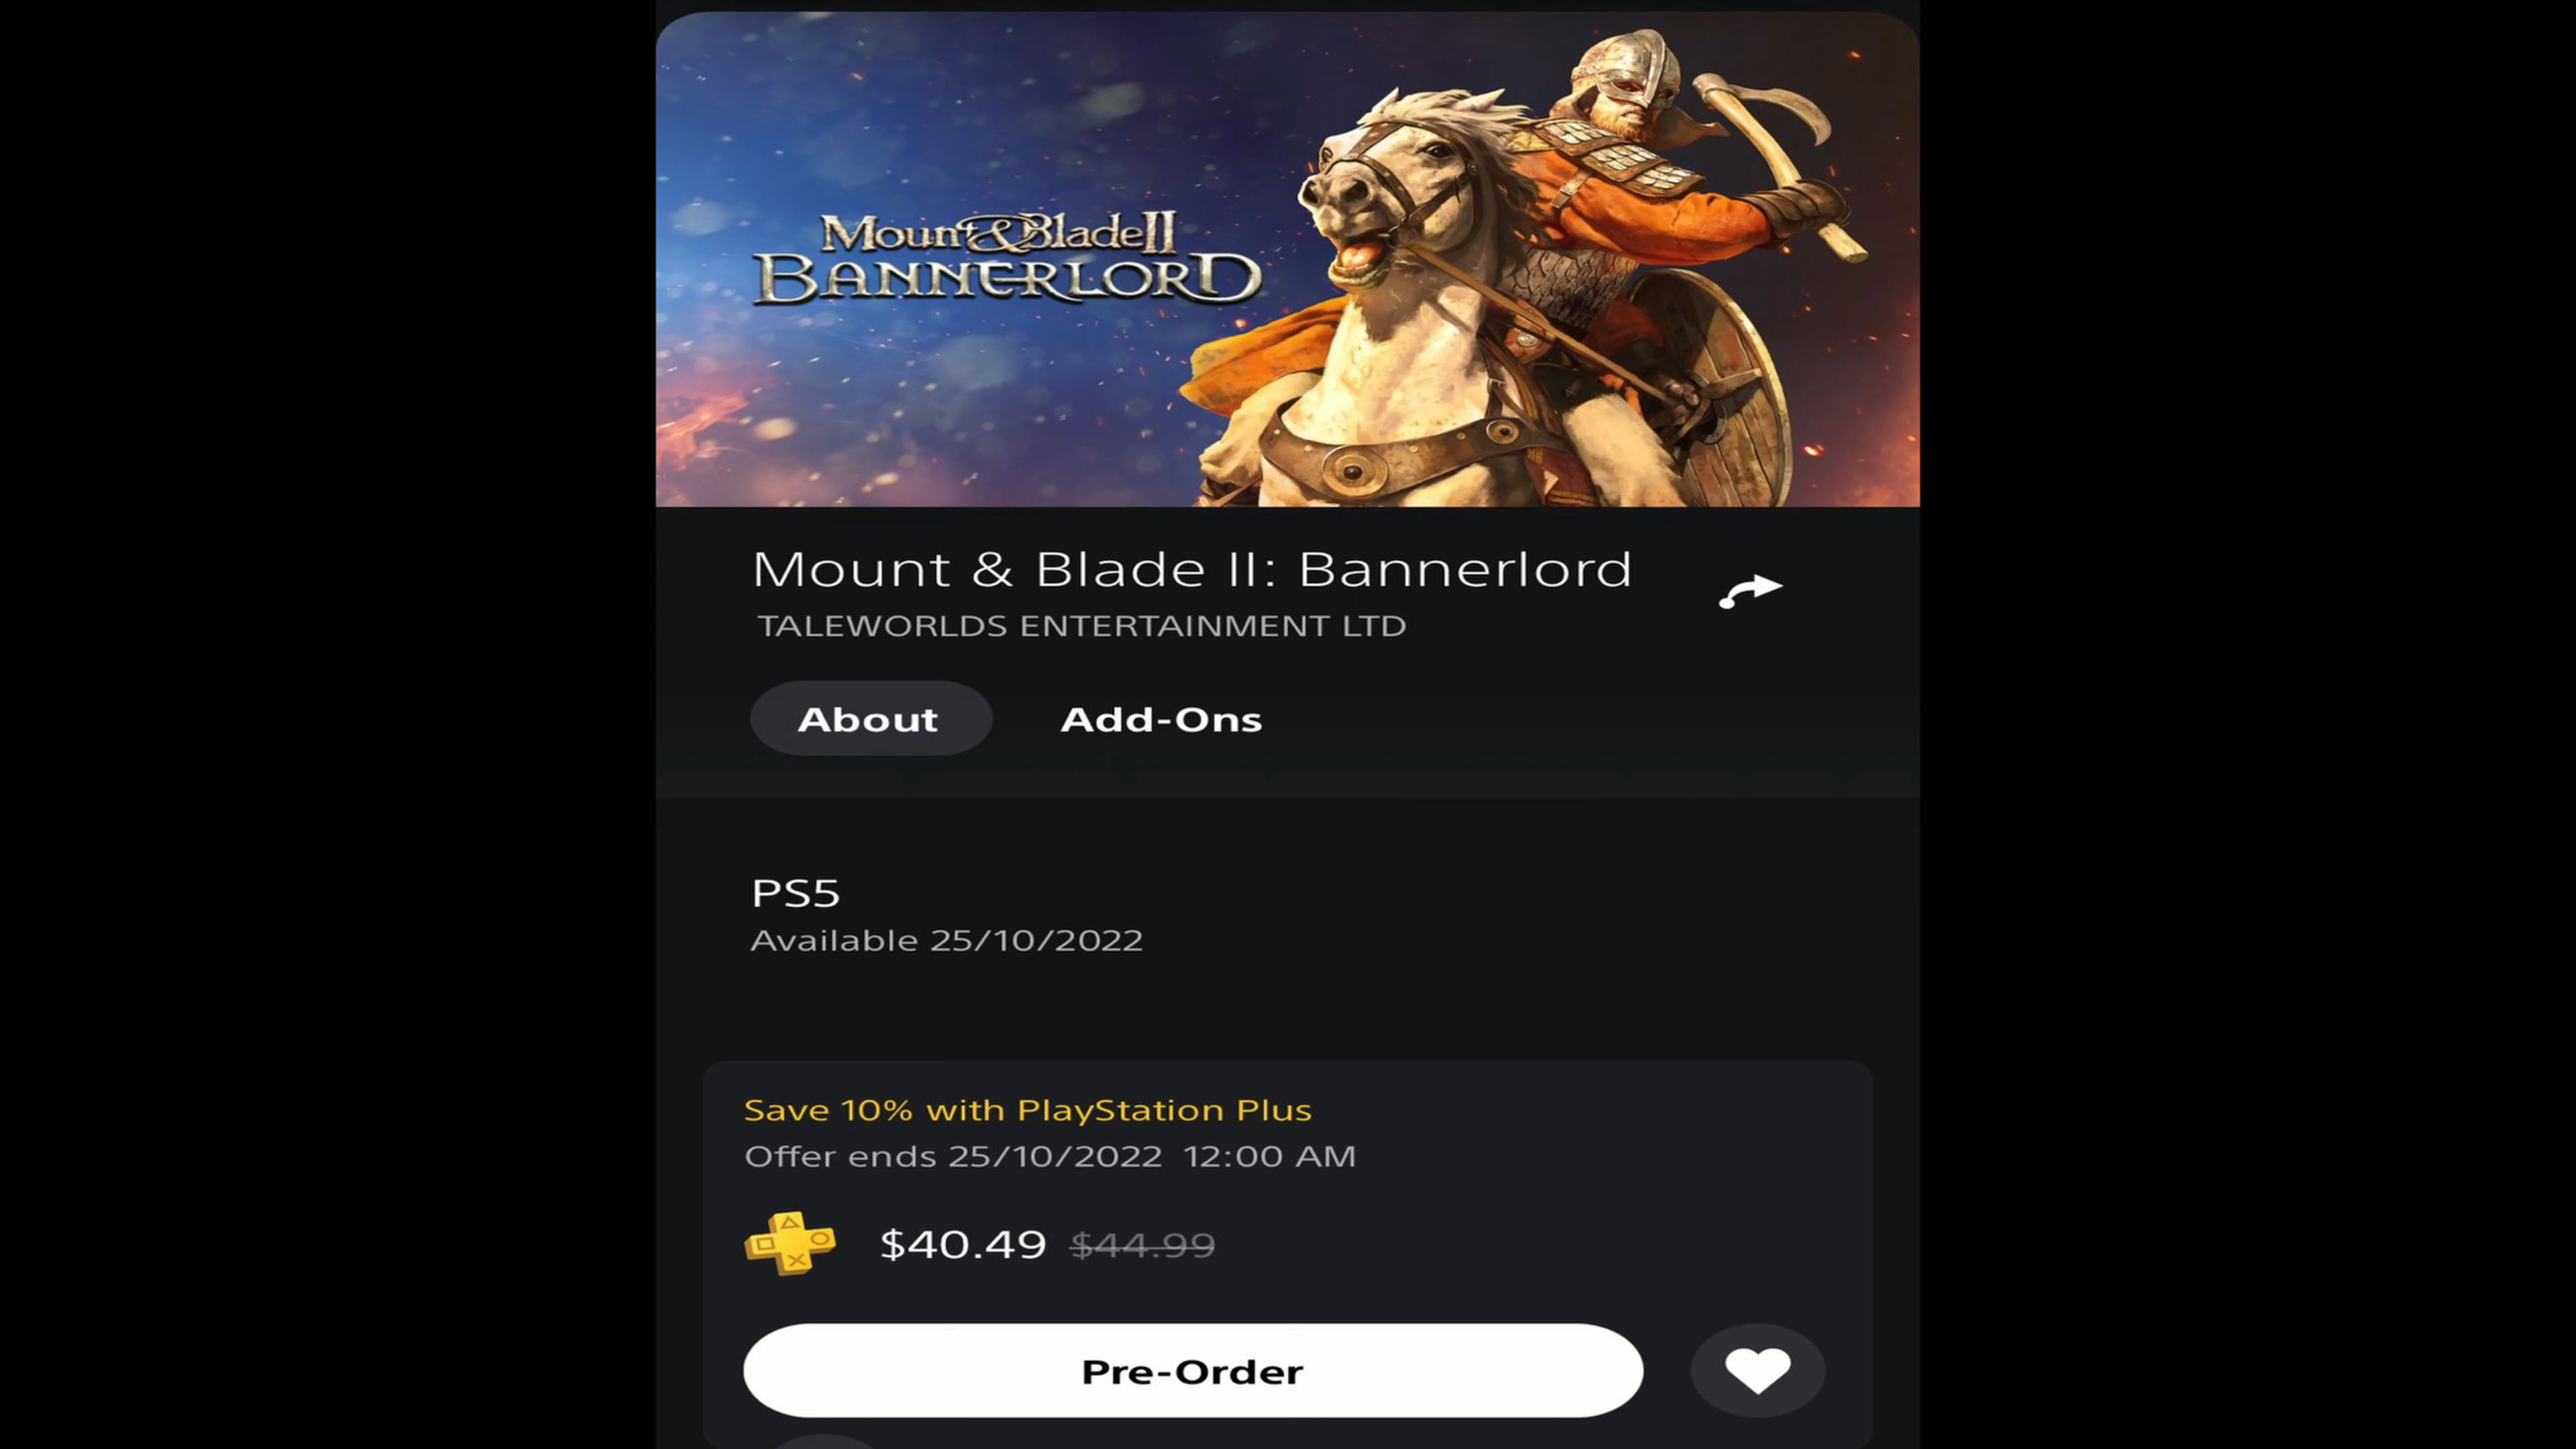 Mount & Blade II
BANNERLORD
Mount & Blade II: Bannerlord
TALEWORLDS ENTERTAINMENT LTD
About Add-Ons
PS5
Available 25/10/2022
Save 10% with PlayStation Plus
Offer ends 25/10/2022 12:00 AM
$40.49 $44.99
Pre-Order